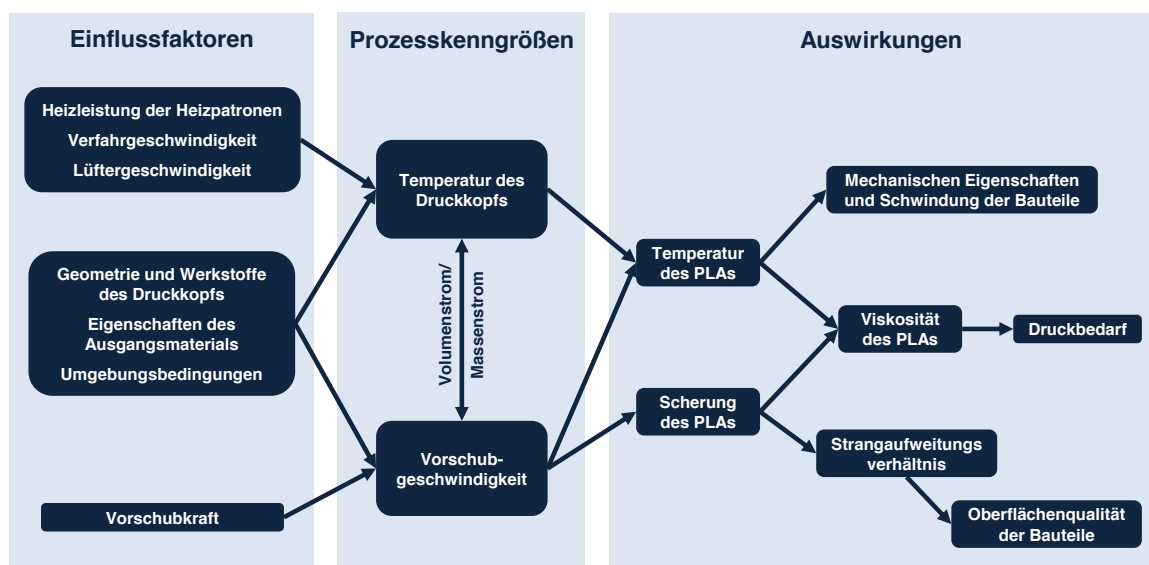 Einflussfaktoren
Heizleistung der Heizpatronen
Verfahrgeschwindigkeit
Lüftergeschwindigkeit
Geometrie und Werkstoffe
des Druckkopfs
Eigenschaften des
Ausgangsmaterials
Umgebungsbedingungen
Vorschubkraft
Prozesskenngrößen
Temperatur des
Druckkopfs
Volumenstrom/
Massenstrom
Vorschub-
geschwindigkeit
Auswirkungen
Temperatur
des PLAs
Scherung
des PLAs
Mechanischen Eigenschaften
und Schwindung der Bauteile
Viskosität
des PLAs
Druckbedarf
Strangaufweitungs
verhältnis
Oberflächenqualität
der Bauteile